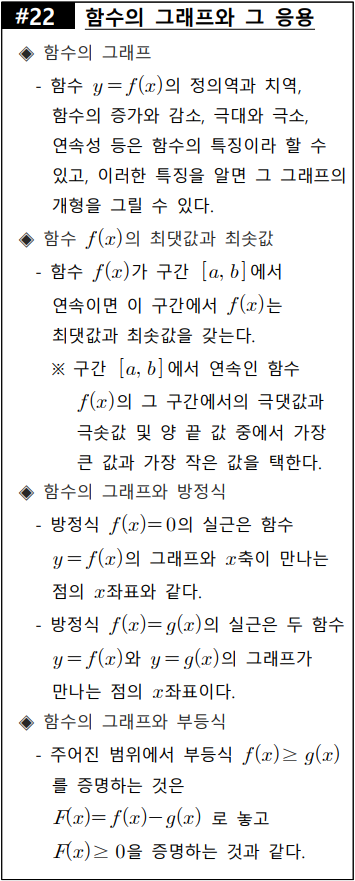 #22 함수의 그래프와 그 응용
◈ 함수의 그래프
- 함수 y=f(x)의 정의역과 치역,
함수의 증가와 감소, 극대와 극소,
연속성 등은 함수의 특징이라 할 수
있고, 이러한 특징을 알면 그 그래프의
개형을 그릴 수 있다.
◈ 함수 f(x)의 최댓값과 최솟값
- 함수 f(x)가 구간 [a, b]에서
연속이면 이 구간에서 f(x)는
최댓값과 최솟값을 갖는다.
※ 구간 [a, b]에서 연속인 함수
f(x)의 그 구간에서의 극댓값과
극솟값 및 양 끝 값 중에서 가장
큰 값과 가장 작은 값을 택한다.
◈ 함수의 그래프와 방정식
- 방정식 f(x)=0의 실근은 함수
y=f(x)의 그래프와 x축이 만나는
점의 x좌표와 같다.
- 방정식 f(x)=g(x)의 실근은 두 함수
y=f(x)와 y=g(x)의 그래프가
만나는 점의 x좌표이다.
◈ 함수의 그래프와 부등식
- 주어진 범위에서 부등식 f(x)≥ g(x)
를 증명하는 것은
F(x)=f(x)-g(x) 로 놓고
F(x)≥ 0을 증명하는 것과 같다.